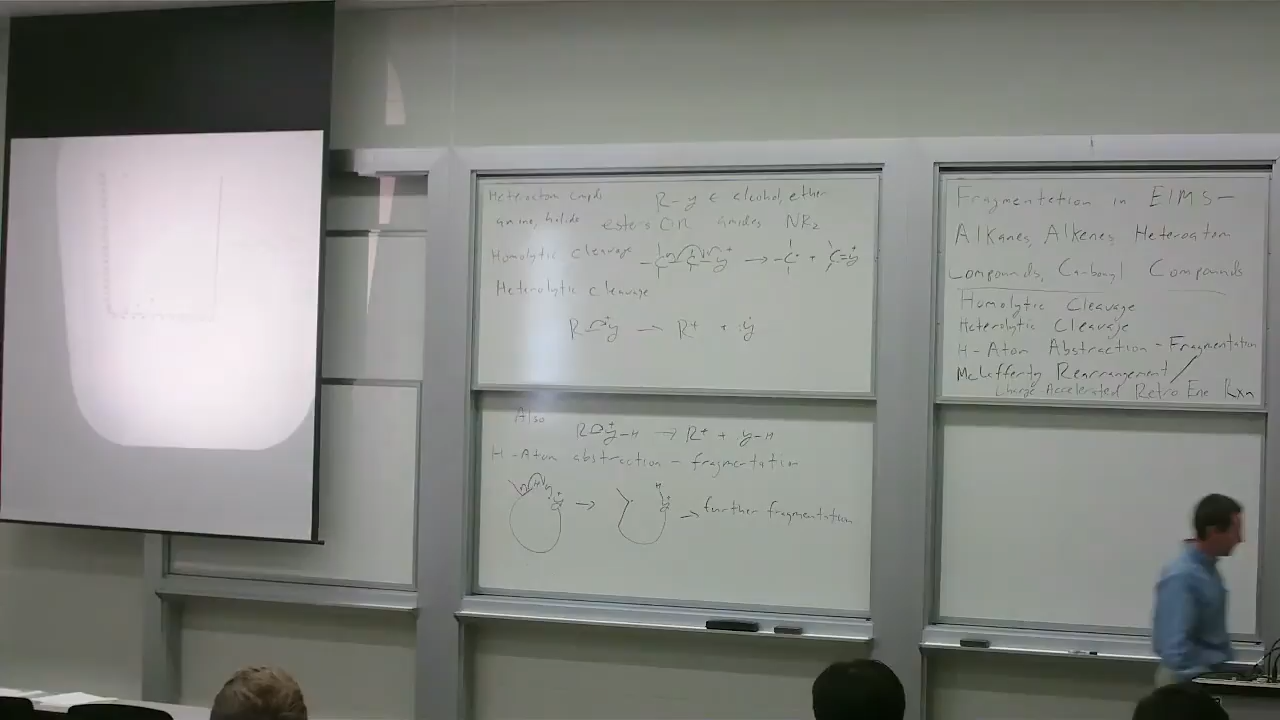 Heteroatom cmpds R-y ∈ alcohol, ether
amine, halide esters OR amides NR2
Homolytic cleavage -C-C-y+ → -C· + C=y+
Heterolytic cleavage
R-y+ → R+ + :y
Also
R-y+-H → R+ + y-H
H-Atom abstraction - fragmentation
→ → further fragmentation
Fragmentation in EIMS-
Alkanes, Alkenes, Heteroatom
Compounds, Carbonyl Compounds
Homolytic Cleavage
Heterolytic Cleavage
H-Atom Abstraction - Fragmentation
McLafferty Rearrangement
Charge Accelerated Retro Ene Rxn